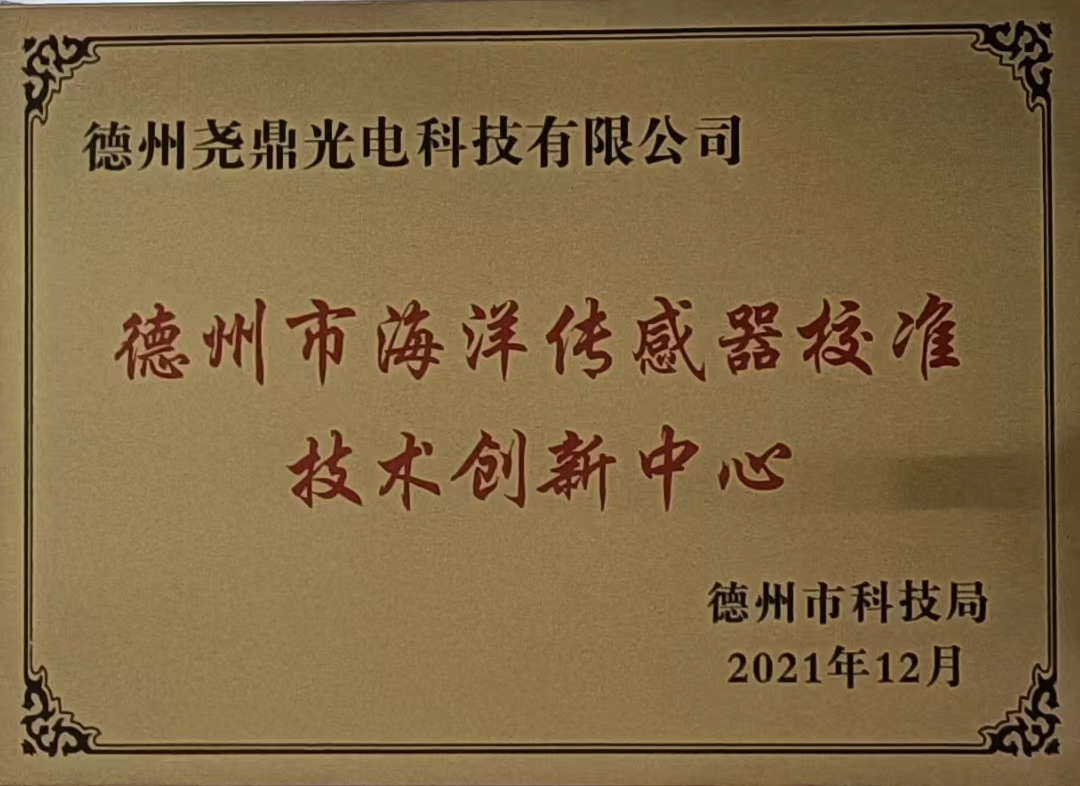 德州尧鼎光电科技有限公司
德州市海洋传感器校准
技术创新中心
德州市科技局
2021年12月